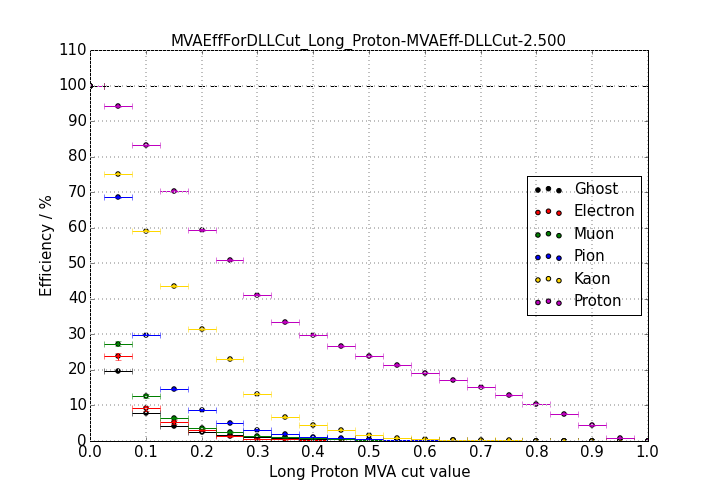 MVAEffForDLLCut_Long_Proton-MVAEff-DLLCut-2.500
110
100
90
80
70
60
50
40
30
20
10
0
Efficiency / %
Ghost
Electron
Muon
Pion
Kaon
Proton
0.0 0.1 0.2 0.3 0.4 0.5 0.6 0.7 0.8 0.9 1.0
Long Proton MVA cut value